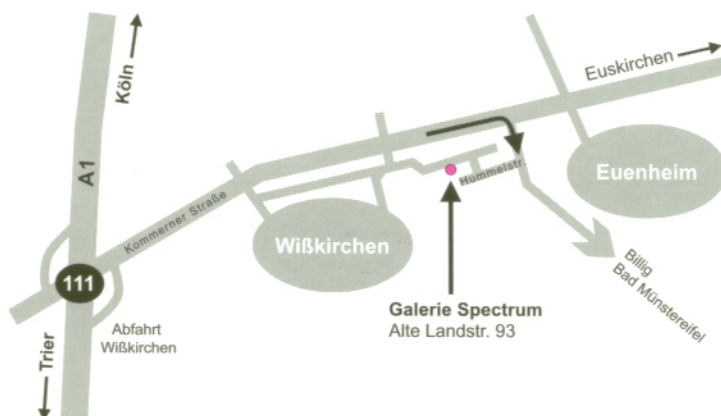 Köln
A1
Euskirchen
Kommerner Straße
Hummelstr.
Euenheim
Wißkirchen
111
Billig
Bad Münstereifel
Galerie Spectrum
Alte Landstr. 93
Abfahrt
Wißkirchen
Trier